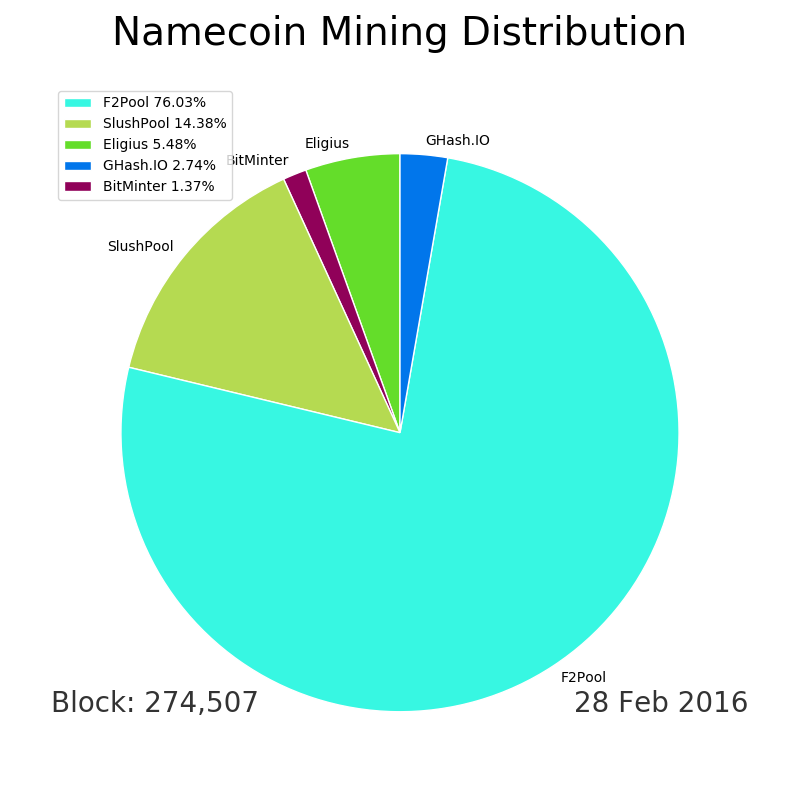 Namecoin Mining Distribution
F2Pool 76.03%
SlushPool 14.38%
Eligius 5.48%
GHash.IO 2.74%
BitMinter 1.37%
GHash.IO
Eligius
BitMinter
SlushPool
F2Pool
Block: 274,507
28 Feb 2016